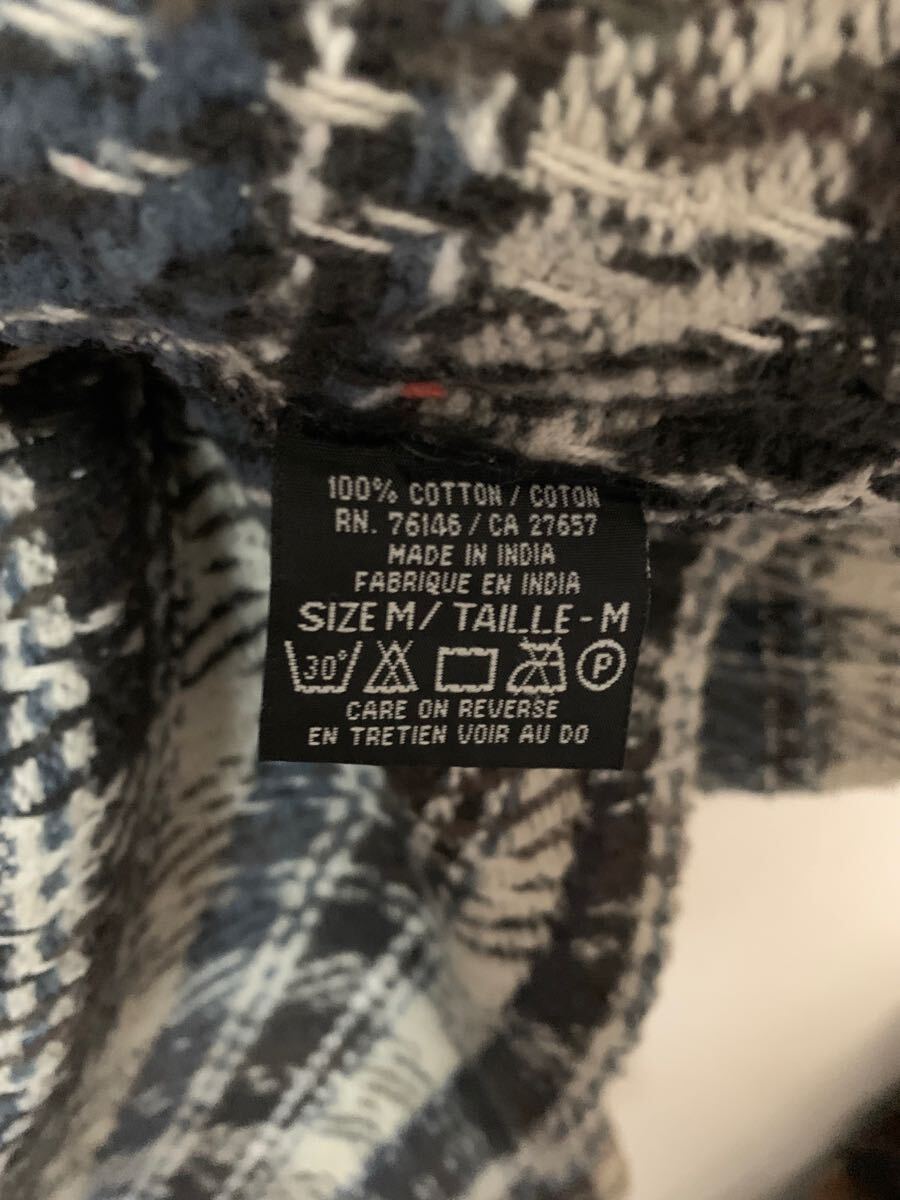 100% COTTON / COTON
RN. 76146 / CA 27657
MADE IN INDIA
FABRIQUE EN INDIA
SIZE M / TAILLE - M
30° P
CARE ON REVERSE
EN TRETIEN VOIR AU DO